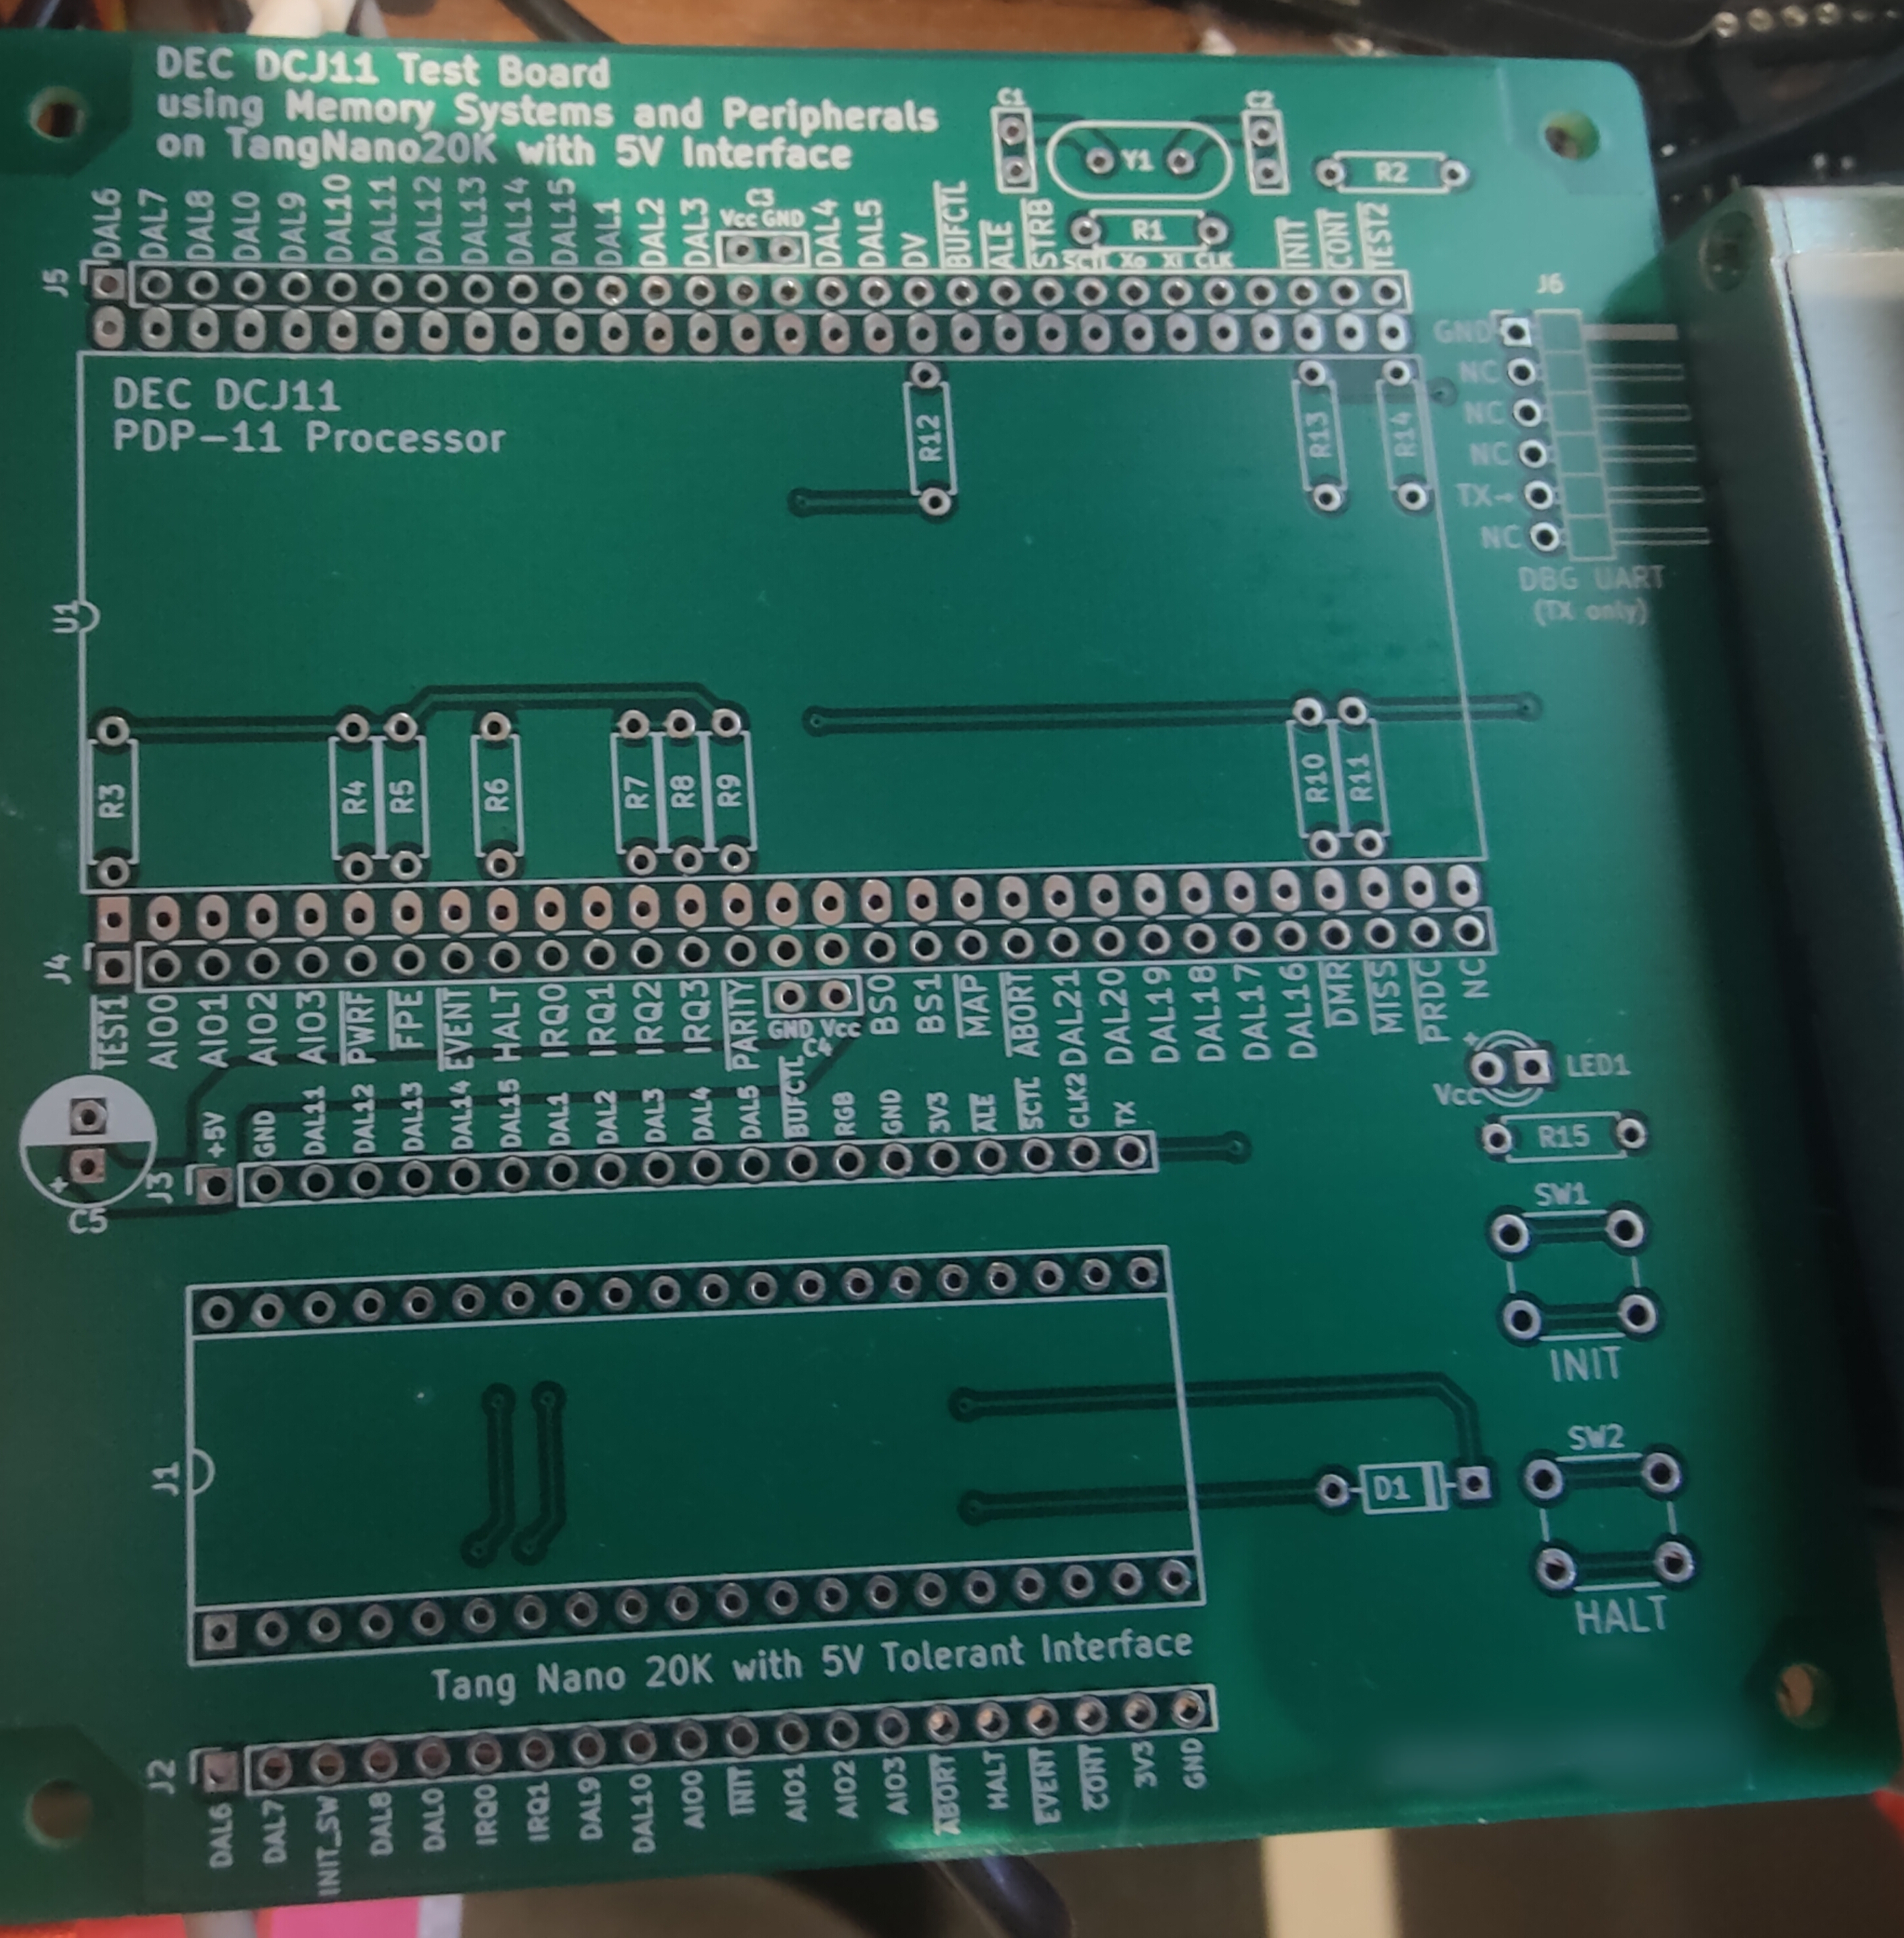 DEC DCJ11 Test Board
using Memory Systems and Peripherals
on TangNano20K with 5V Interface
C1
C2
Y1
R2
R1
C3
Vcc GND
J5
DAL6 DAL7 DAL8 DAL0 DAL9 DAL10 DAL11 DAL12 DAL13 DAL14 DAL15 DAL1 DAL2 DAL3 DAL4 DAL5 DV BUFCTL ALE STRB SCTL Xo XI CLK INIT CONT TEST2
J6
GND
NC
NC
NC
TX→
NC
DBG UART
(TX only)
DEC DCJ11
PDP-11 Processor
U1
R12
R13
R14
R3
R4
R5
R6
R7
R8
R9
R10
R11
J4
TEST1 AIO0 AIO1 AIO2 AIO3 PWRF FPE EVENT HALT IRQ0 IRQ1 IRQ2 IRQ3 PARITY GND Vcc BS0 BS1 MAP ABORT DAL21 DAL20 DAL19 DAL18 DAL17 DAL16 DMR MISS PRDC NC
C4
+
C5
J3
+5V GND DAL11 DAL12 DAL13 DAL14 DAL15 DAL1 DAL2 DAL3 DAL4 DAL5 BUFCTL RGB GND 3V3 ALE SCTL CLK2 TX
+
LED1
Vcc
R15
SW1
INIT
SW2
HALT
D1
J1
Tang Nano 20K with 5V Tolerant Interface
J2
DAL6 DAL7 INIT_SW DAL8 DAL0 IRQ0 IRQ1 DAL9 DAL10 AIO0 INIT AIO1 AIO2 AIO3 ABORT HALT EVENT CONT 3V3 GND